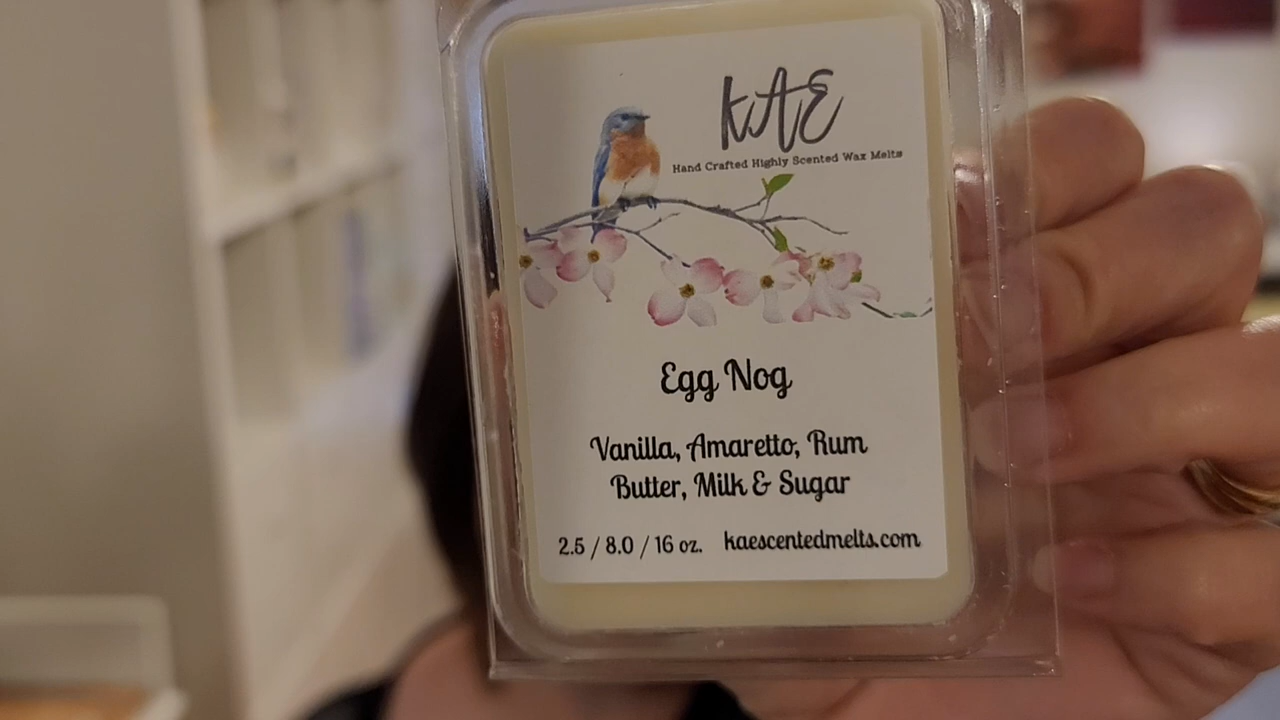 KAE
Hand Crafted Highly Scented Wax Melts
Egg Nog
Vanilla, Amaretto, Rum
Butter, Milk & Sugar
2.5 / 8.0 / 16 oz. kaescentedmelts.com